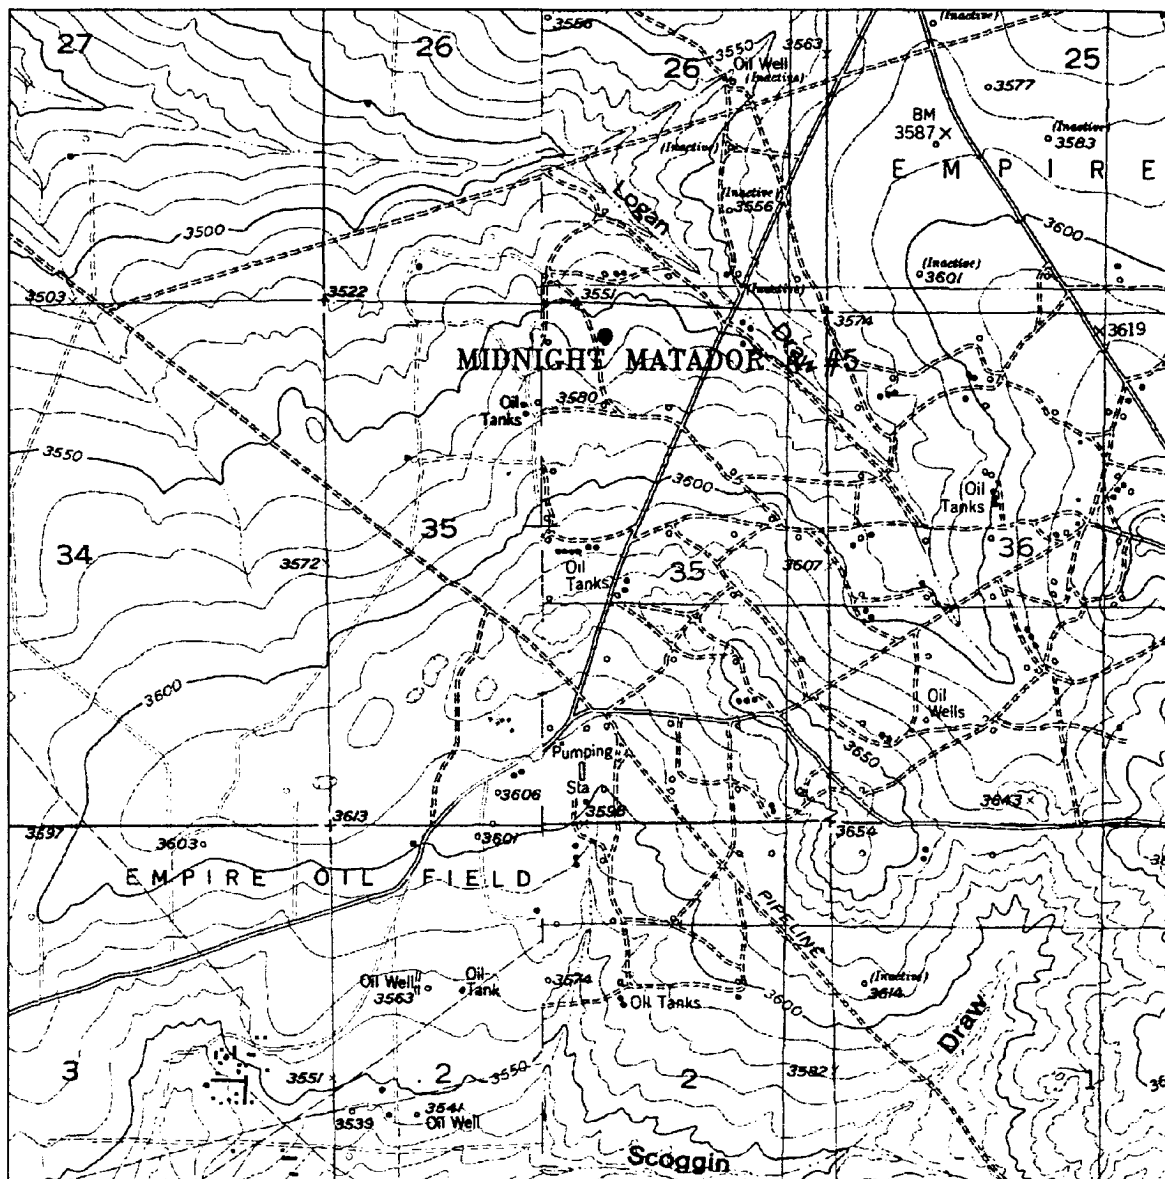 3556
(Inactive)
27
26
3550
3563
25
Oil Well
26
(Inactive)
3577
BM
3587
(Inactive)
3583
(Inactive)
EMPIRE
(Inactive)
3556
Logan
3500
3600
(Inactive)
3601
3503
3522
3551
(Inactive)
3574
3619
MIDNIGHT MATADOR #5
Oil
Tanks
3580
3550
3600
(Oil
Tanks
34
35
3572
Oil
Tanks
35
3607
36
3600
Oil
Wells
3650
Pumping
Sta
3606
3598
3643
3597
3613
3603
3601
3654
EMPIRE OIL FIELD
PIPELINE
Oil Well
3563
Oil
Tank
3574
Oil Tanks
3600
(Inactive)
3614
Draw
3
3551
2
3550
2
3582
1
3541
Oil Well
3539
Scoggin